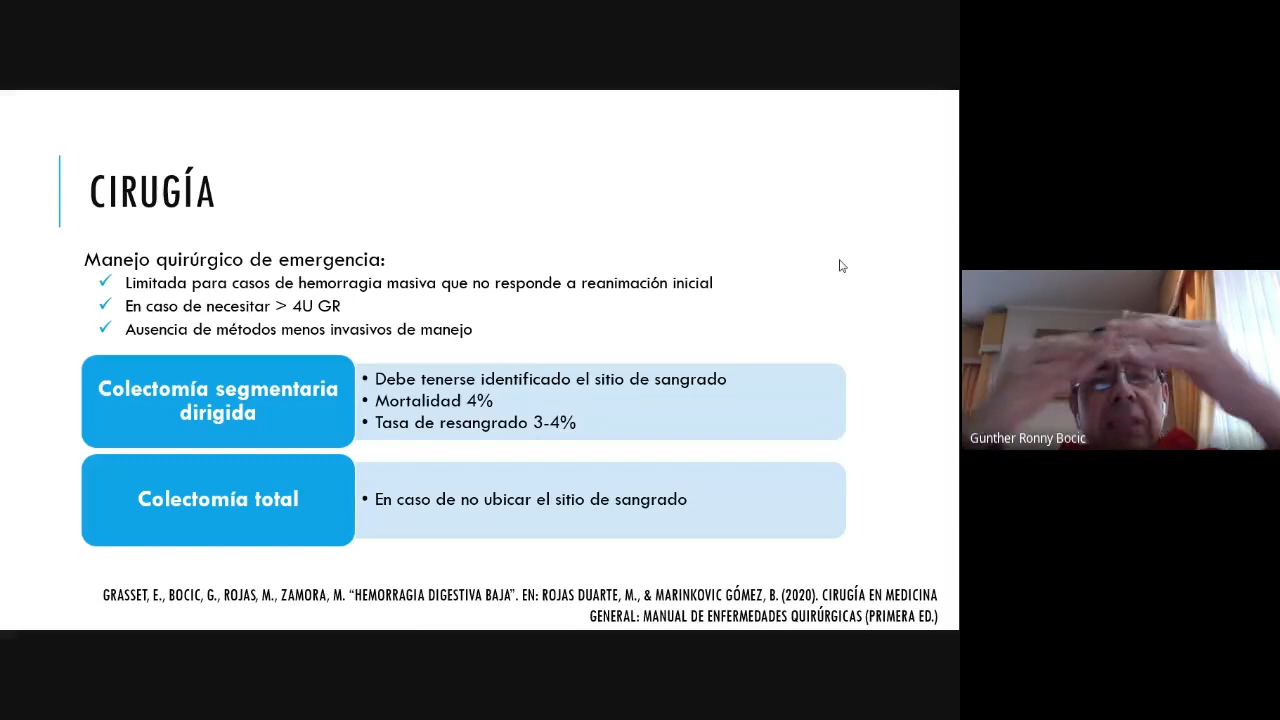 CIRUGÍA
Manejo quirúrgico de emergencia:
✓ Limitada para casos de hemorragia masiva que no responde a reanimación inicial
✓ En caso de necesitar > 4U GR
✓ Ausencia de métodos menos invasivos de manejo
Colectomía segmentaria
dirigida
• Debe tenerse identificado el sitio de sangrado
• Mortalidad 4%
• Tasa de resangrado 3-4%
Colectomía total
• En caso de no ubicar el sitio de sangrado
GRASSET, E., BOCIC, G., ROJAS, M., ZAMORA, M. “HEMORRAGIA DIGESTIVA BAJA”. EN: ROJAS DUARTE, M., & MARINKOVIC GÓMEZ, B. (2020). CIRUGÍA EN MEDICINA
GENERAL: MANUAL DE ENFERMEDADES QUIRÚRGICAS (PRIMERA ED.)
Gunther Ronny Bocic